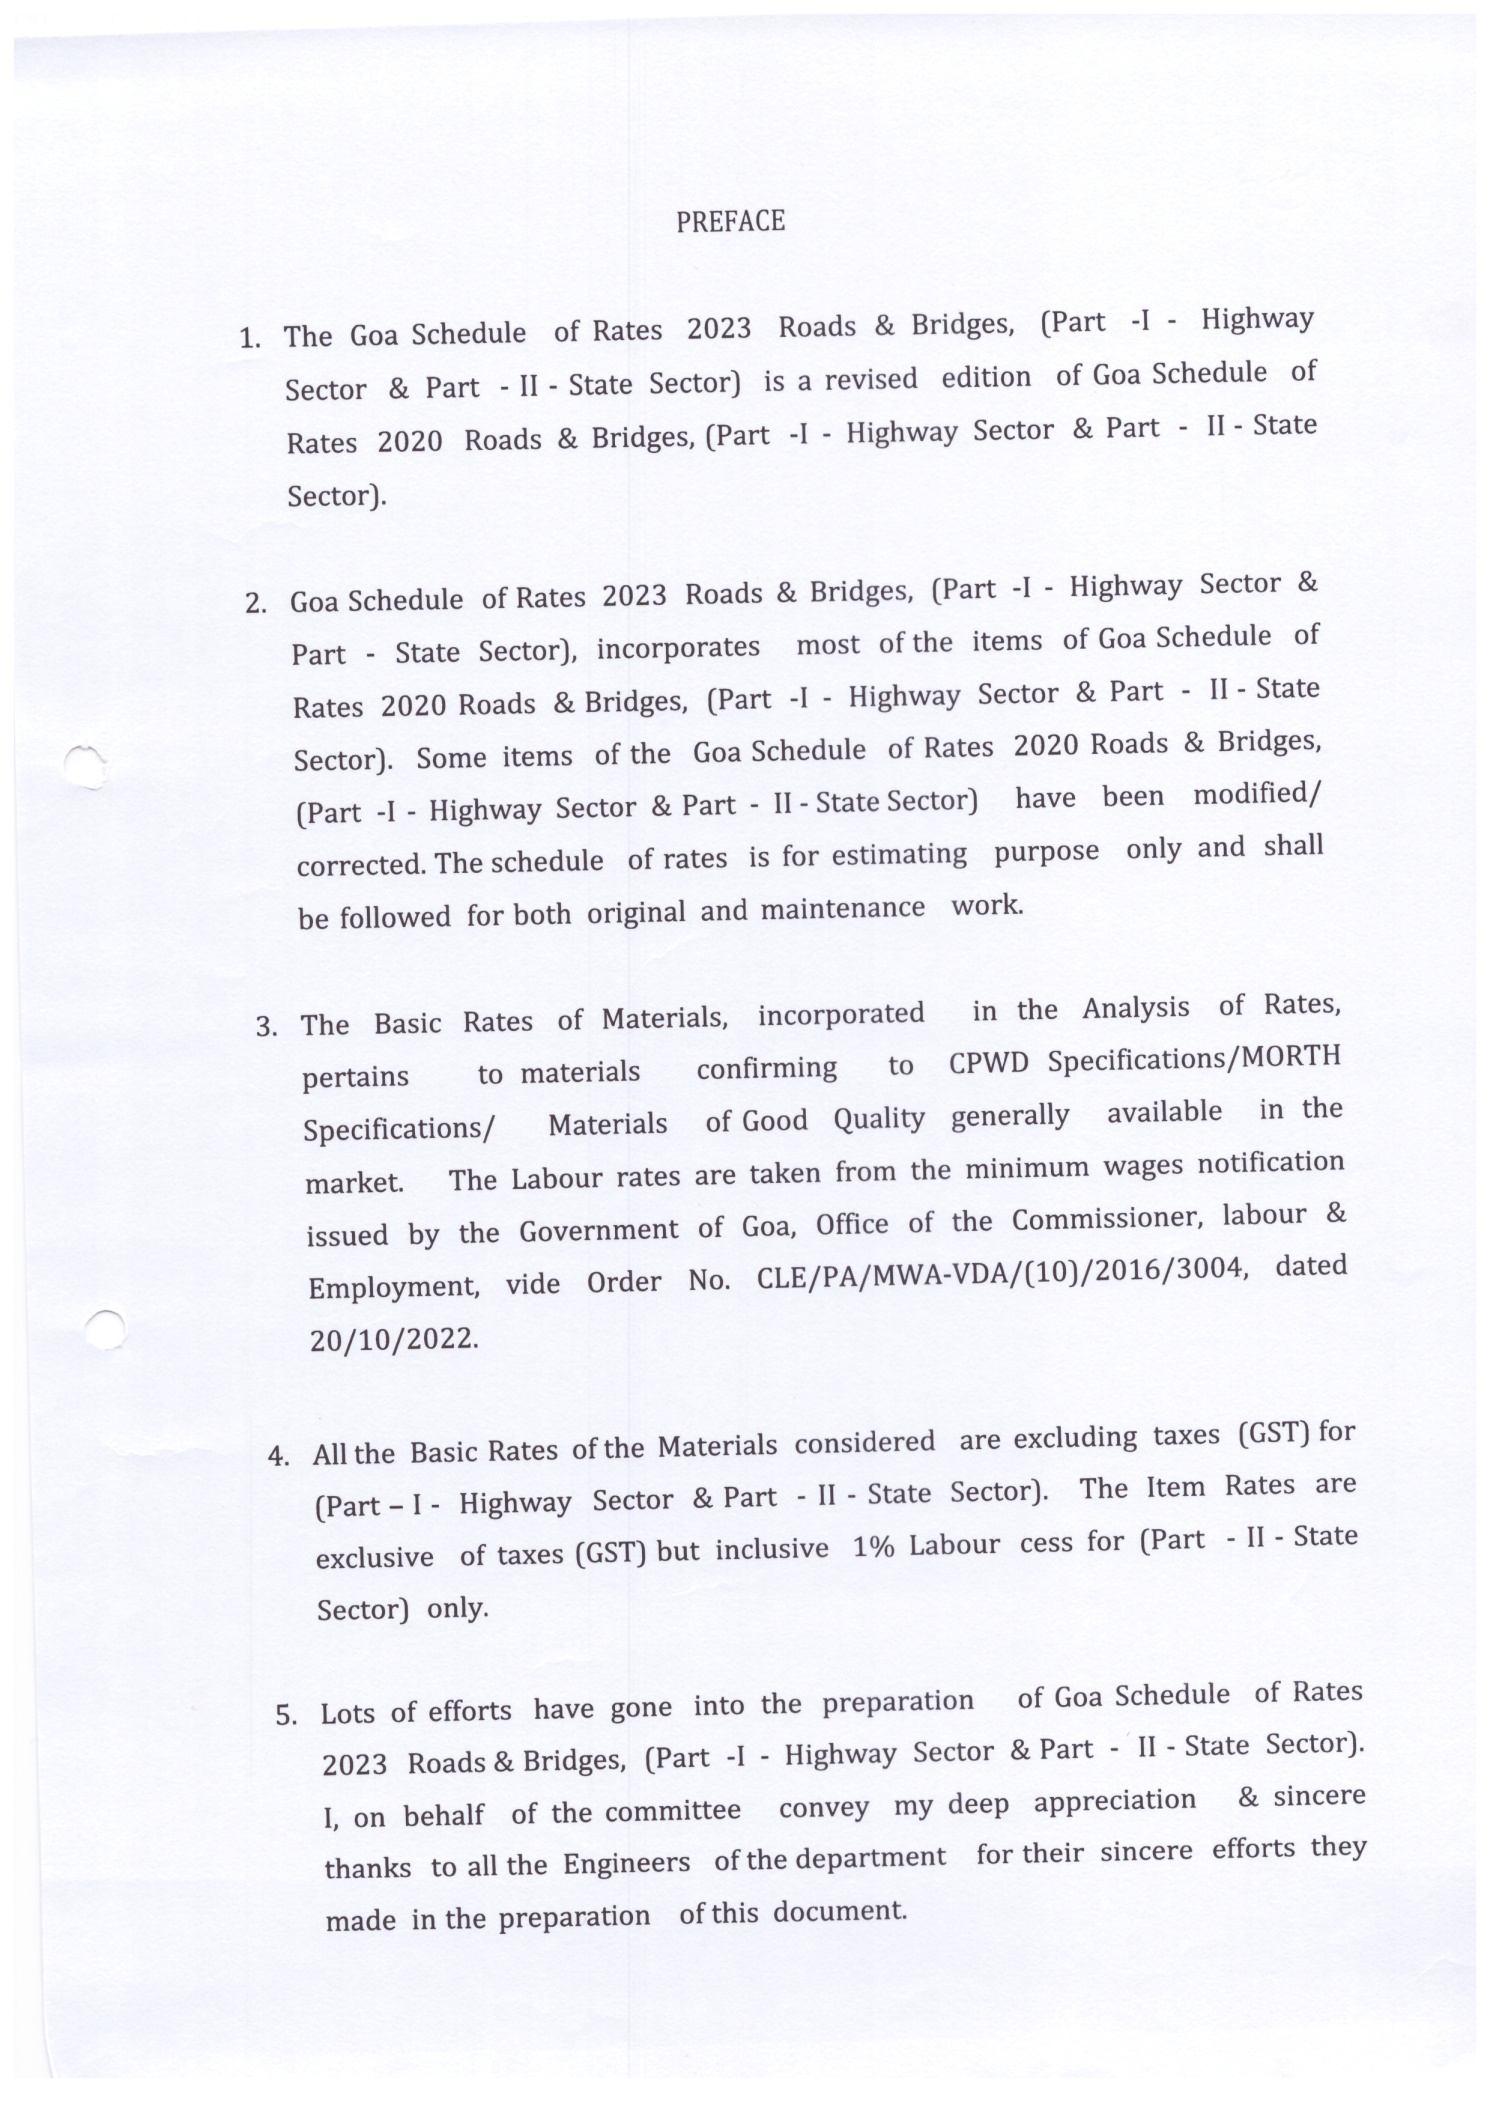 PREFACE
1. The Goa Schedule of Rates 2023 Roads & Bridges, (Part -I - Highway
Sector & Part - II - State Sector) is a revised edition of Goa Schedule of
Rates 2020 Roads & Bridges, (Part -I - Highway Sector & Part - II - State
Sector).
2. Goa Schedule of Rates 2023 Roads & Bridges, (Part -I - Highway Sector &
Part - State Sector), incorporates most of the items of Goa Schedule of
Rates 2020 Roads & Bridges, (Part -I - Highway Sector & Part - II - State
Sector). Some items of the Goa Schedule of Rates 2020 Roads & Bridges,
(Part -I - Highway Sector & Part - II - State Sector) have been modified/
corrected. The schedule of rates is for estimating purpose only and shall
be followed for both original and maintenance work.
3. The Basic Rates of Materials, incorporated in the Analysis of Rates,
pertains to materials confirming to CPWD Specifications/MORTH
Specifications/ Materials of Good Quality generally available in the
market. The Labour rates are taken from the minimum wages notification
issued by the Government of Goa, Office of the Commissioner, labour &
Employment, vide Order No. CLE/PA/MWA-VDA/(10)/2016/3004, dated
20/10/2022.
4. All the Basic Rates of the Materials considered are excluding taxes (GST) for
(Part – I - Highway Sector & Part - II - State Sector). The Item Rates are
exclusive of taxes (GST) but inclusive 1% Labour cess for (Part - II - State
Sector) only.
5. Lots of efforts have gone into the preparation of Goa Schedule of Rates
2023 Roads & Bridges, (Part -I - Highway Sector & Part - II - State Sector).
I, on behalf of the committee convey my deep appreciation & sincere
thanks to all the Engineers of the department for their sincere efforts they
made in the preparation of this document.